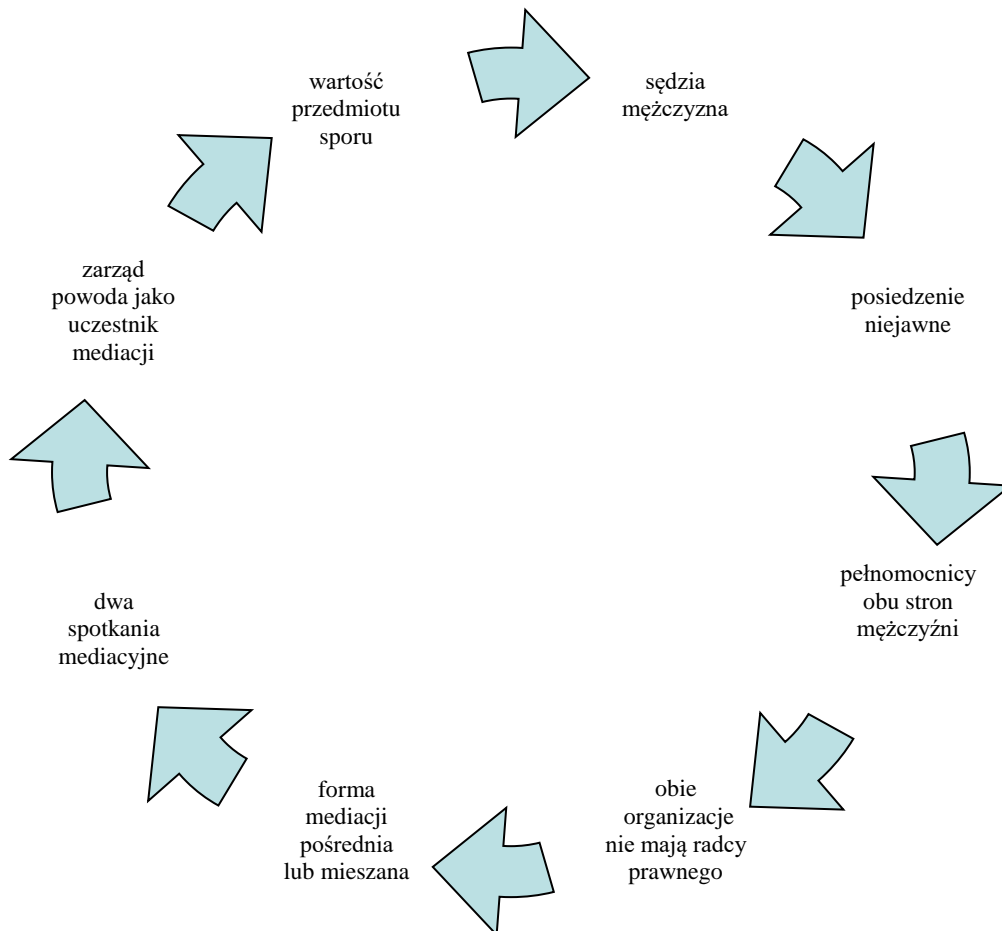 wartość
przedmiotu
sporu
sędzia
mężczyzna
posiedzenie
niejawne
pełnomocnicy
obu stron
mężczyźni
obie
organizacje
nie mają radcy
prawnego
forma
mediacji
pośrednia
lub mieszana
dwa
spotkania
mediacyjne
zarząd
powoda jako
uczestnik
mediacji